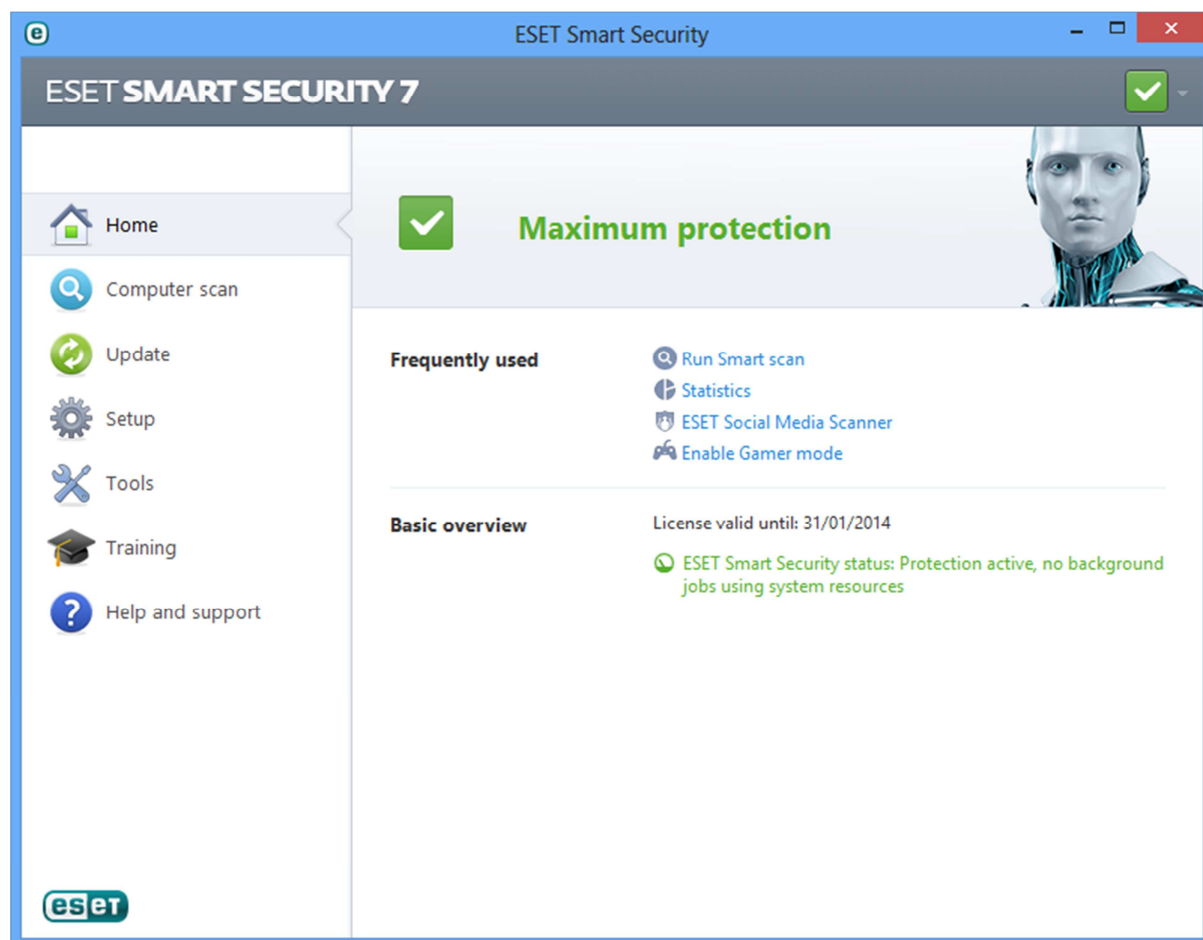 ESET Smart Security
ESET SMART SECURITY 7
Home
Computer scan
Update
Setup
Tools
Training
Help and support
eseT
Maximum protection
Frequently used
Run Smart scan
Statistics
ESET Social Media Scanner
Enable Gamer mode
Basic overview
License valid until: 31/01/2014
ESET Smart Security status: Protection active, no background
jobs using system resources